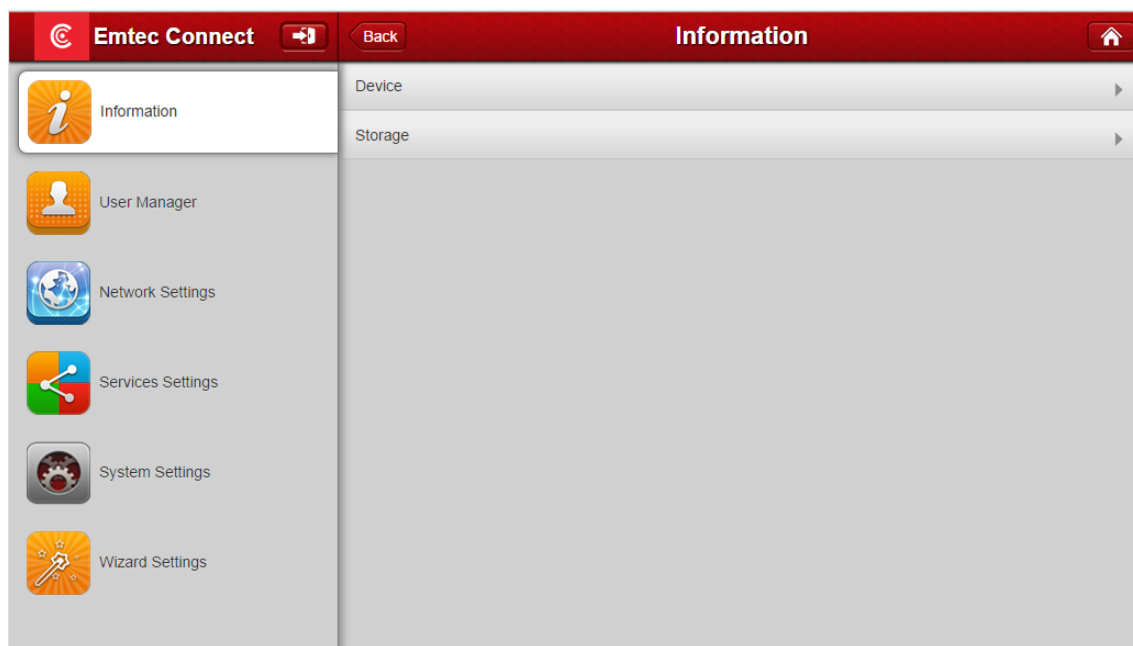 Emtec Connect
Back
Information
Information
User Manager
Network Settings
Services Settings
System Settings
Wizard Settings
Device
Storage